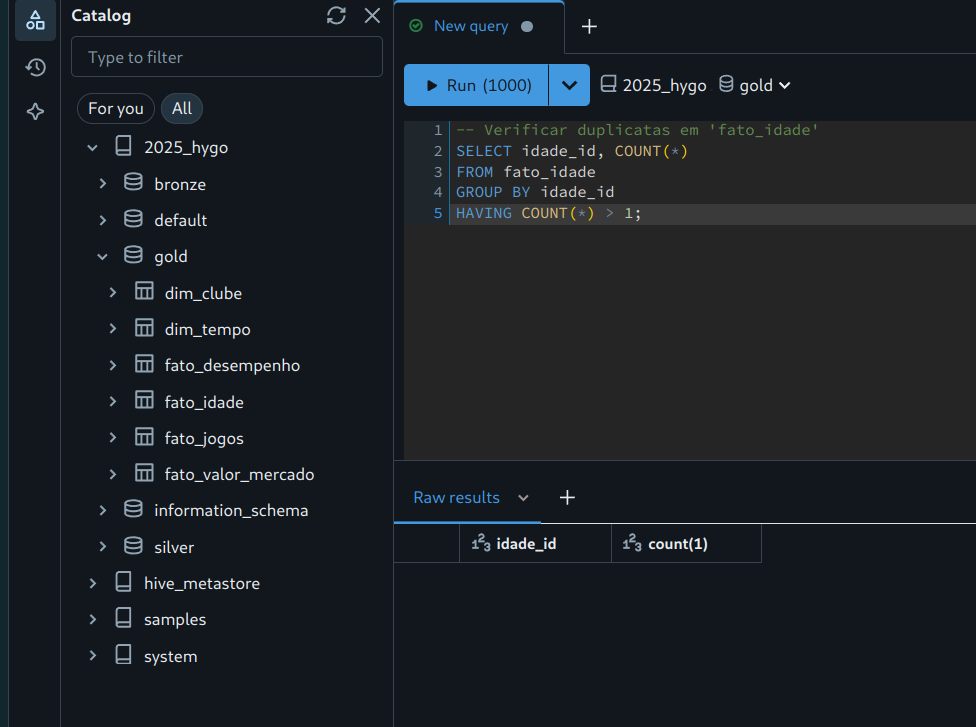 Catalog
Type to filter
For you
All
2025_hygo
bronze
default
gold
dim_clube
dim_tempo
fato_desempenho
fato_idade
fato_jogos
fato_valor_mercado
information_schema
silver
hive_metastore
samples
system
New query
Run (1000)
2025_hygo
gold
1 -- Verificar duplicatas em 'fato_idade'
2 SELECT idade_id, COUNT(*)
3 FROM fato_idade
4 GROUP BY idade_id
5 HAVING COUNT(*) > 1;
Raw results
123 idade_id
123 count(1)